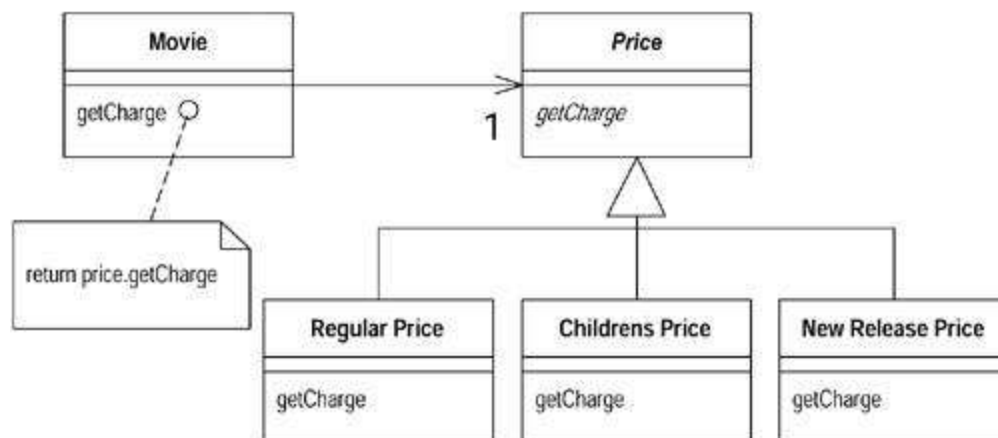 Movie
Price
getCharge
1
getCharge
return price.getCharge
Regular Price
Childrens Price
New Release Price
getCharge
getCharge
getCharge